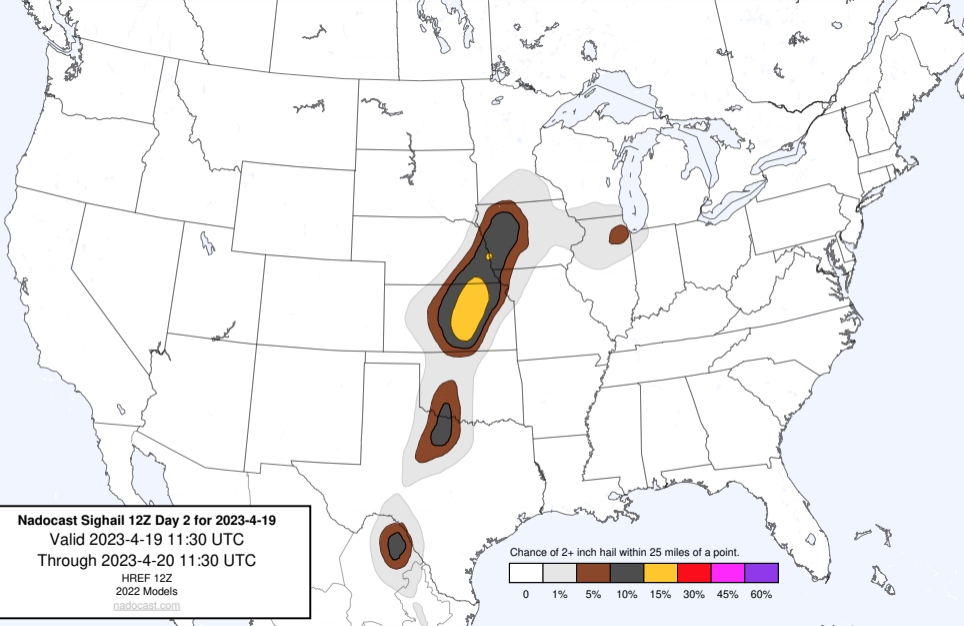 Nadocast Sighail 12Z Day 2 for 2023-4-19
Valid 2023-4-19 11:30 UTC
Through 2023-4-20 11:30 UTC
HREF 12Z
2022 Models
nadocast.com
Chance of 2+ inch hail within 25 miles of a point.
0 1% 5% 10% 15% 30% 45% 60%